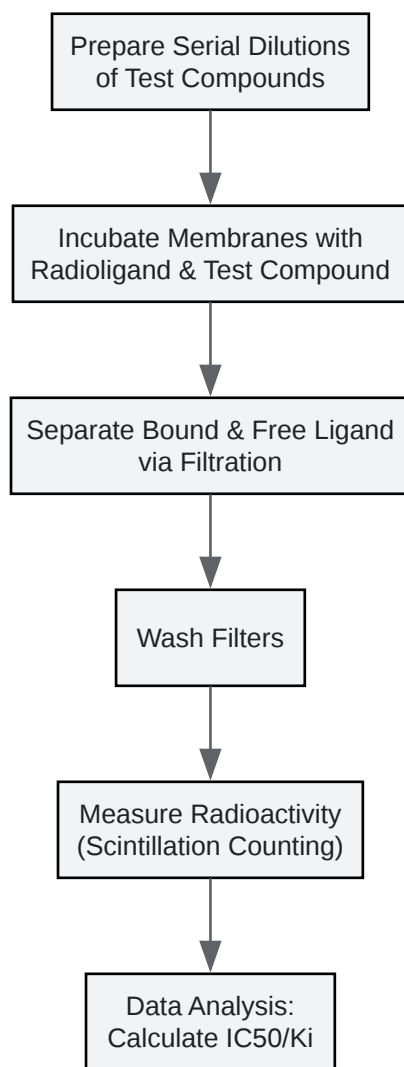 Prepare Serial Dilutions
of Test Compounds
Incubate Membranes with
Radioligand & Test Compound
Separate Bound & Free Ligand
via Filtration
Wash Filters
Measure Radioactivity
(Scintillation Counting)
Data Analysis:
Calculate IC50/Ki